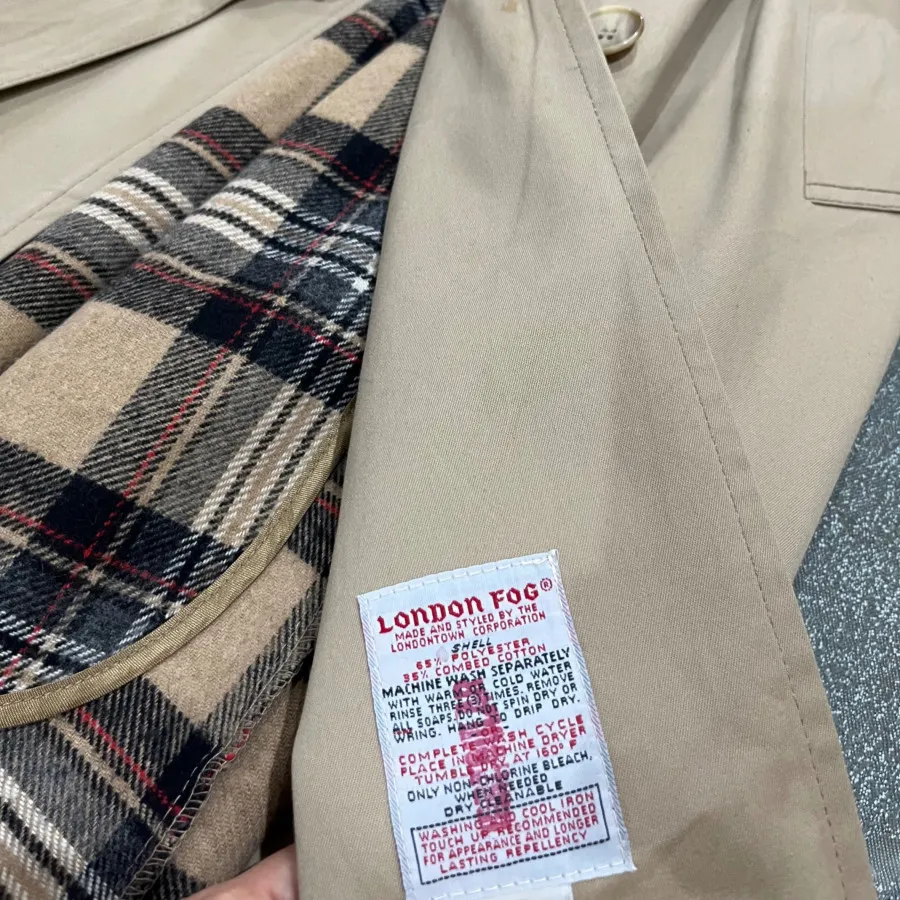 LONDON FOG®
MADE AND STYLED BY THE
LONDONTOWN CORPORATION
SHELL
65% POLYESTER
35% COMBED COTTON
MACHINE WASH SEPARATELY
WITH WARM OR COLD WATER
RINSE THREE (3) TIMES. REMOVE
ALL SOAPS. DO NOT SPIN DRY OR
WRING. HANG TO DRIP DRY.
COMPLETE WASH CYCLE
PLACE IN MACHINE DRYER
TUMBLE DRY AT 160° F
ONLY NON-CHLORINE BLEACH,
WHEN NEEDED
DRY CLEANABLE
WASHING AND COOL IRON
TOUCH UP RECOMMENDED
FOR APPEARANCE AND LONGER
LASTING REPELLENCY